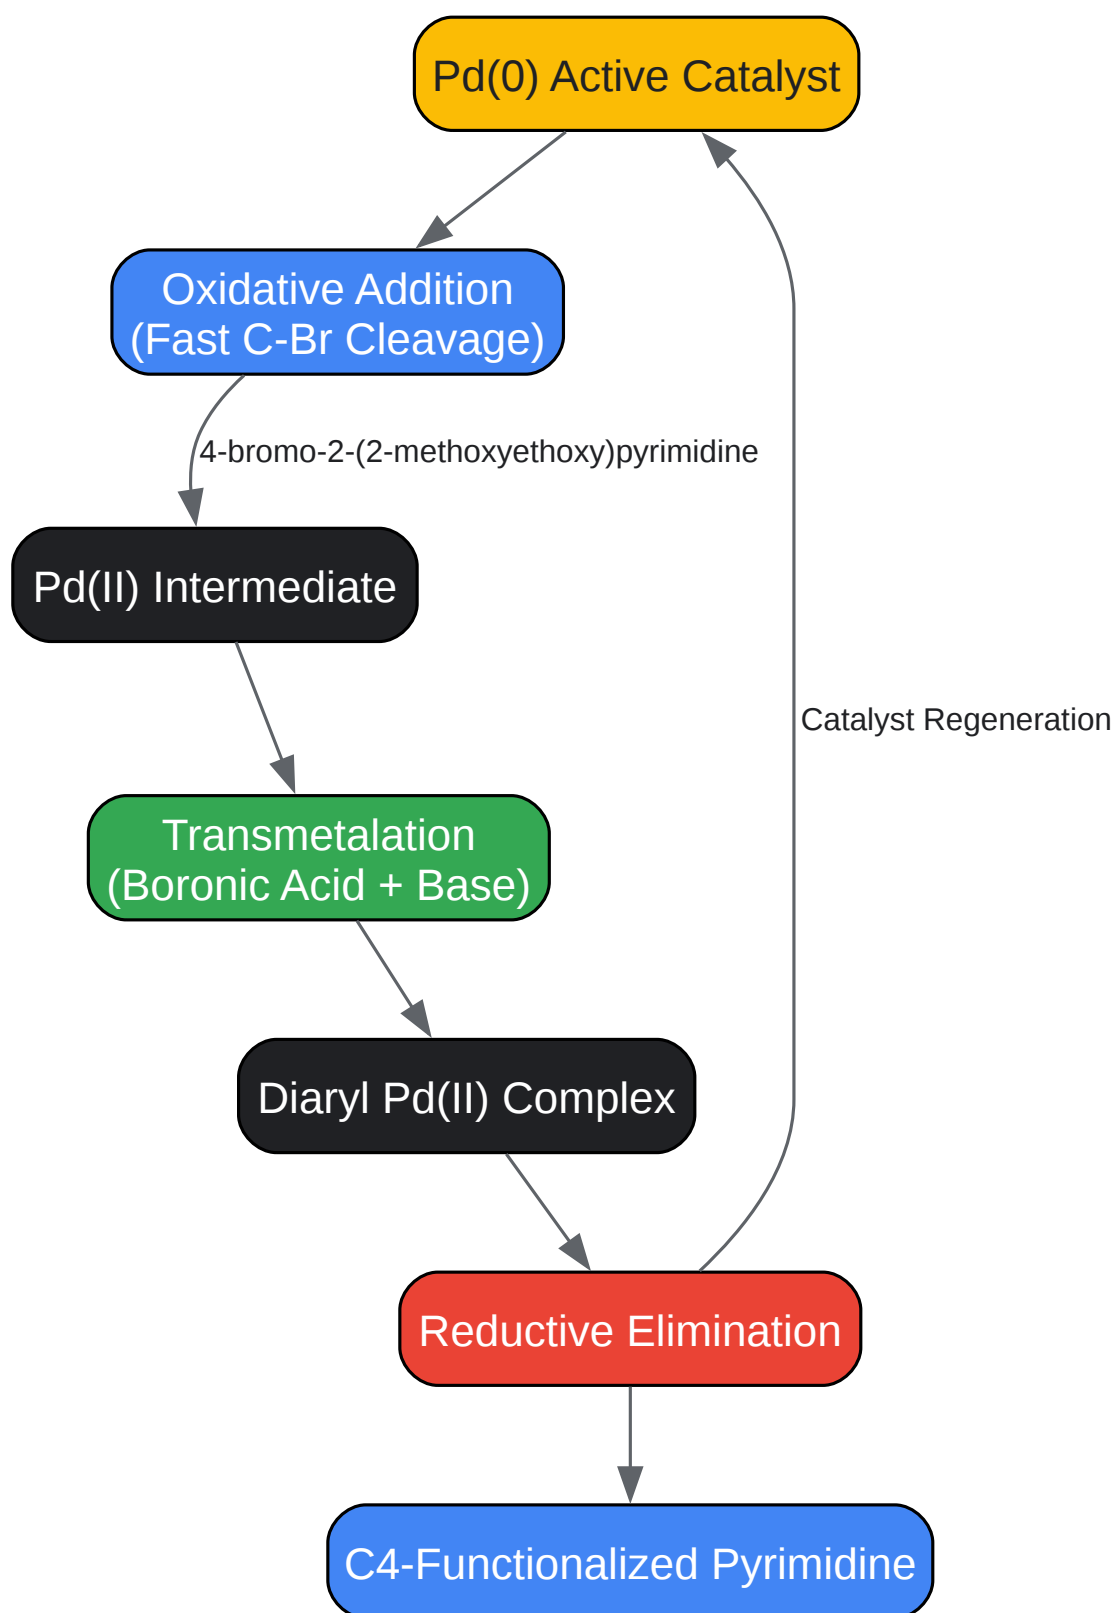 Pd(0) Active Catalyst
Oxidative Addition
(Fast C-Br Cleavage)
4-bromo-2-(2-methoxyethoxy)pyrimidine
Pd(II) Intermediate
Catalyst Regeneration
Transmetalation
(Boronic Acid + Base)
Diaryl Pd(II) Complex
Reductive Elimination
C4-Functionalized Pyrimidine